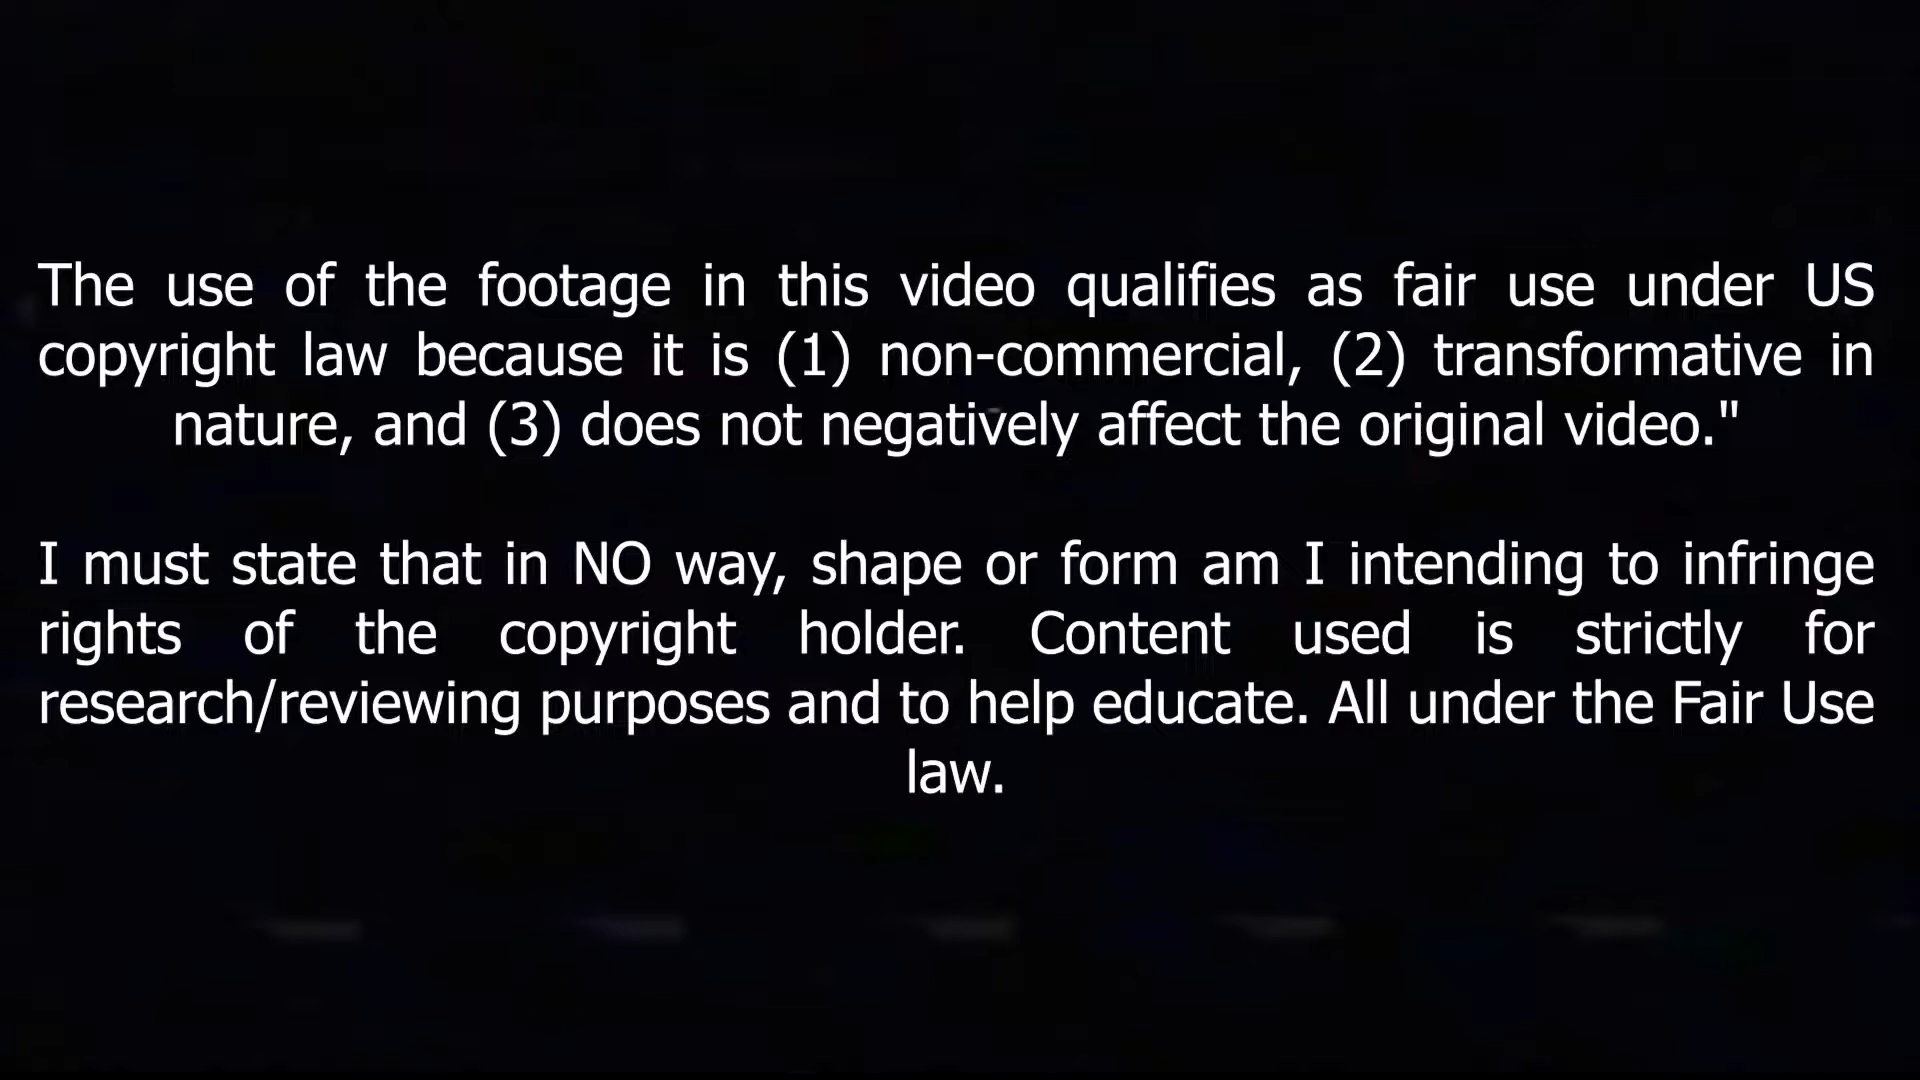 The use of the footage in this video qualifies as fair use under US
copyright law because it is (1) non-commercial, (2) transformative in
nature, and (3) does not negatively affect the original video."
I must state that in NO way, shape or form am I intending to infringe
rights of the copyright holder. Content used is strictly for
research/reviewing purposes and to help educate. All under the Fair Use
law.